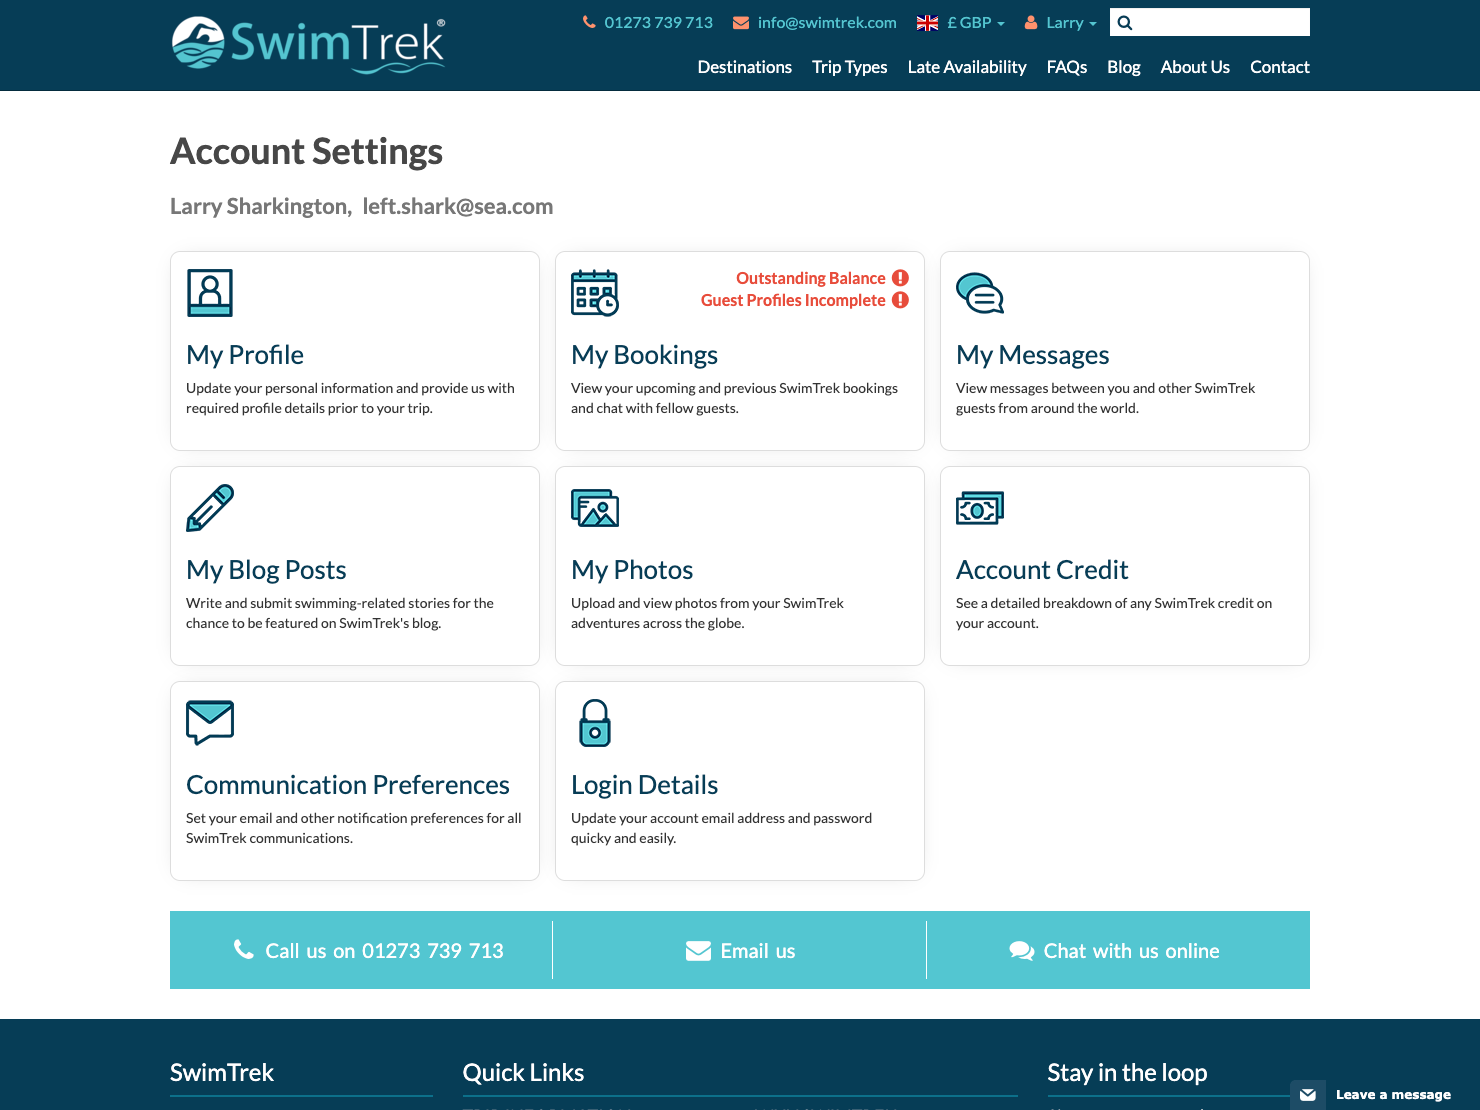 SwimTrek®
01273 739 713
info@swimtrek.com
£ GBP
Larry
Destinations
Trip Types
Late Availability
FAQs
Blog
About Us
Contact
Account Settings
Larry Sharkington, left.shark@sea.com
My Profile
Update your personal information and provide us with
required profile details prior to your trip.
Outstanding Balance
Guest Profiles Incomplete
My Bookings
View your upcoming and previous SwimTrek bookings
and chat with fellow guests.
My Messages
View messages between you and other SwimTrek
guests from around the world.
My Blog Posts
Write and submit swimming-related stories for the
chance to be featured on SwimTrek's blog.
My Photos
Upload and view photos from your SwimTrek
adventures across the globe.
Account Credit
See a detailed breakdown of any SwimTrek credit on
your account.
Communication Preferences
Set your email and other notification preferences for all
SwimTrek communications.
Login Details
Update your account email address and password
quicky and easily.
Call us on 01273 739 713
Email us
Chat with us online
SwimTrek
Quick Links
Stay in the loop
Leave a message